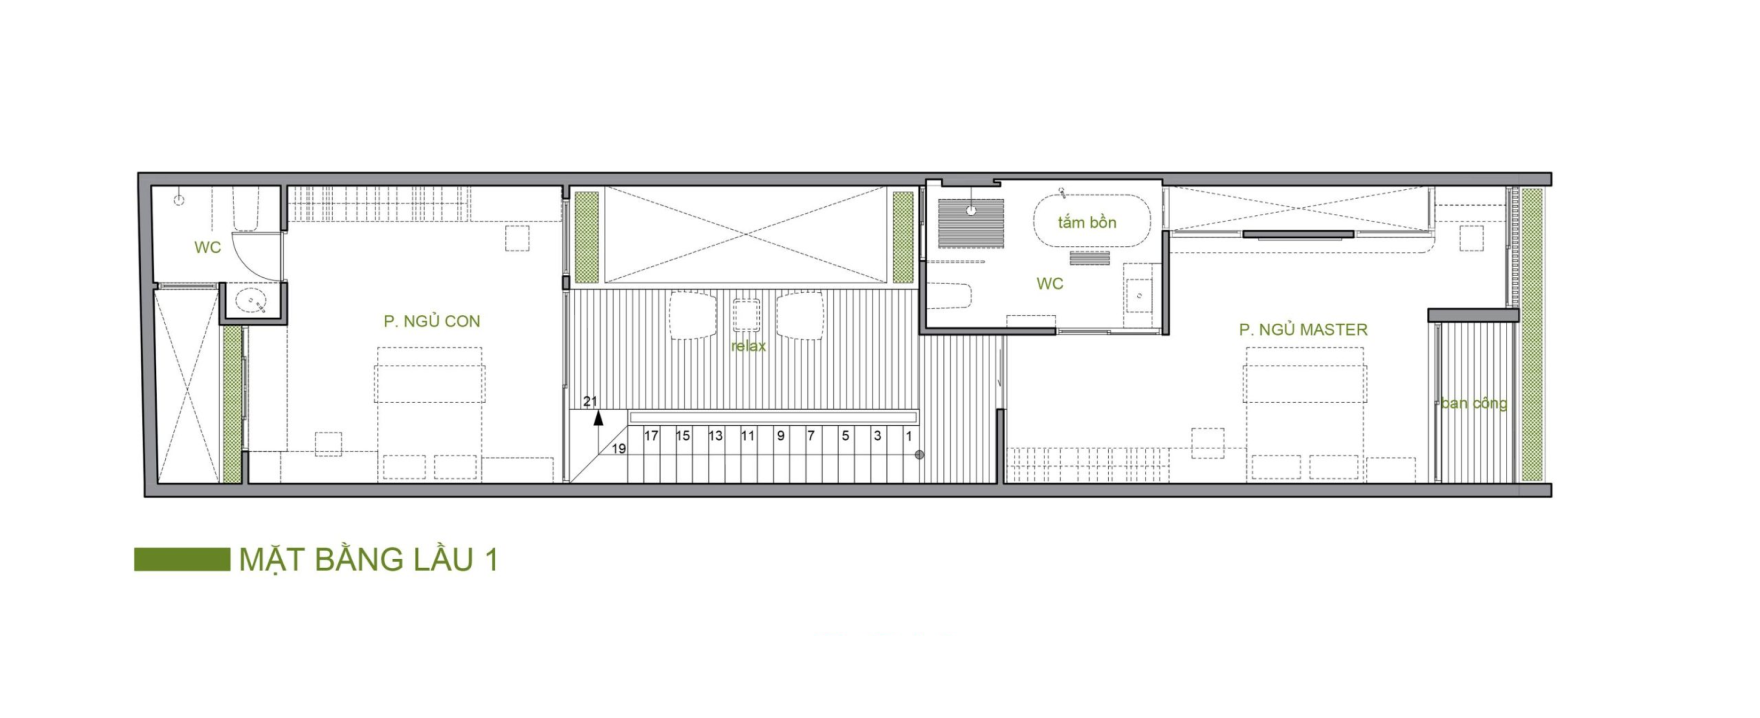 tắm bồn
WC
WC
P. NGỦ CON
P. NGỦ MASTER
relax
21
ban công
19
17
15
13
11
9
7
5
3
1
MẶT BẰNG LẦU 1